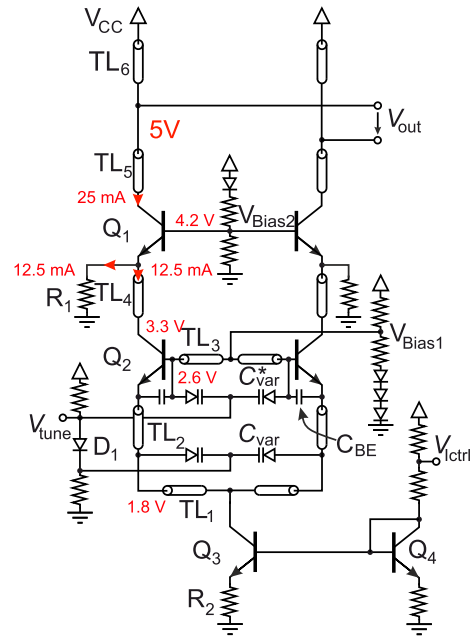 V_CC
TL_6
V_out
5V
TL_5
25 mA
Q_1
4.2 V
V_Bias2
12.5 mA
12.5 mA
R_1
TL_4
3.3 V
TL_3
V_Bias1
Q_2
2.6 V
C*_var
V_tune
D_1
TL_2
C_var
C_BE
V_Ictrl
1.8 V
TL_1
Q_3
Q_4
R_2